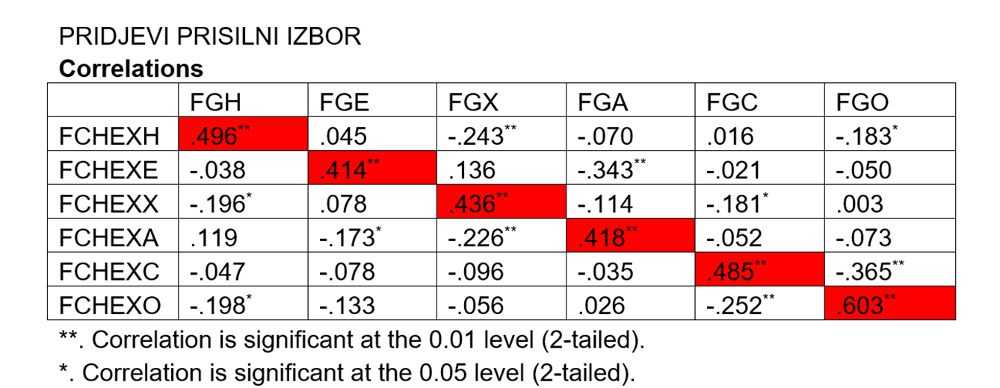 PRIDJEVI PRISILNI IZBOR
Correlations
FGH FGE FGX FGA FGC FGO
FCHEXH .496** .045 -.243** -.070 .016 -.183*
FCHEXE -.038 .414** .136 -.343** -.021 -.050
FCHEXX -.196* .078 .436** -.114 -.181* .003
FCHEXA .119 -.173* -.226** .418** -.052 -.073
FCHEXC -.047 -.078 -.096 -.035 .485** -.365**
FCHEXO -.198* -.133 -.056 .026 -.252** .603**
**. Correlation is significant at the 0.01 level (2-tailed).
*. Correlation is significant at the 0.05 level (2-tailed).